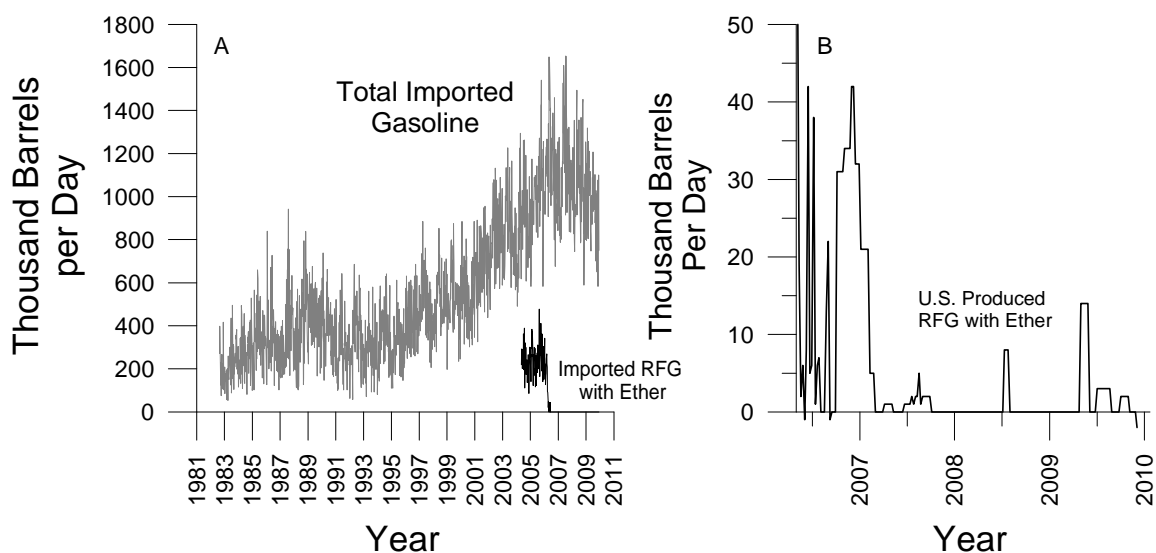 A
Total Imported
Gasoline
Imported RFG
with Ether
Thousand Barrels
per Day
1800
1600
1400
1200
1000
800
600
400
200
0
1981
1983
1985
1987
1989
1991
1993
1995
1997
1999
2001
2003
2005
2007
2009
2011
Year
B
U.S. Produced
RFG with Ether
Thousand Barrels
Per Day
50
40
30
20
10
0
2007
2008
2009
2010
Year